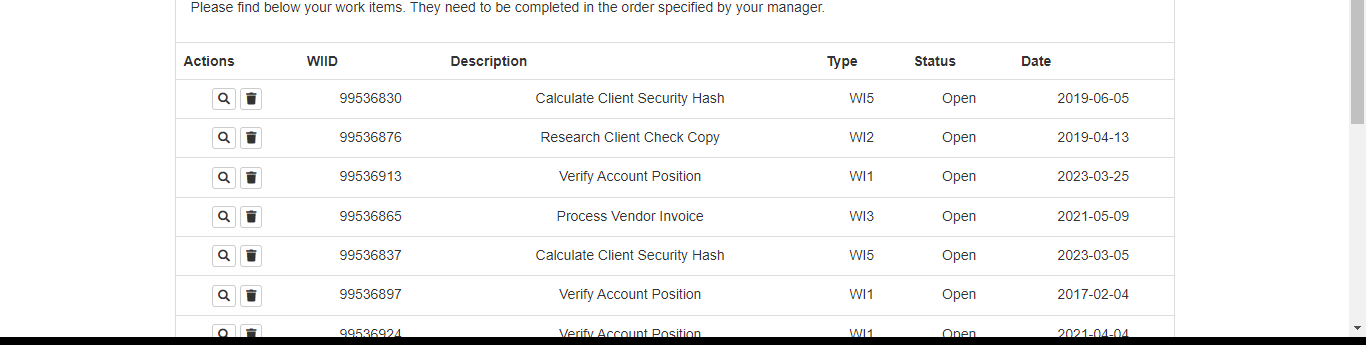 Please find below your work items. They need to be completed in the order specified by your manager.
Actions WIID Description Type Status Date
99536830 Calculate Client Security Hash WI5 Open 2019-06-05
99536876 Research Client Check Copy WI2 Open 2019-04-13
99536913 Verify Account Position WI1 Open 2023-03-25
99536865 Process Vendor Invoice WI3 Open 2021-05-09
99536837 Calculate Client Security Hash WI5 Open 2023-03-05
99536897 Verify Account Position WI1 Open 2017-02-04
99536924 Verify Account Position WI1 Open 2021-04-04